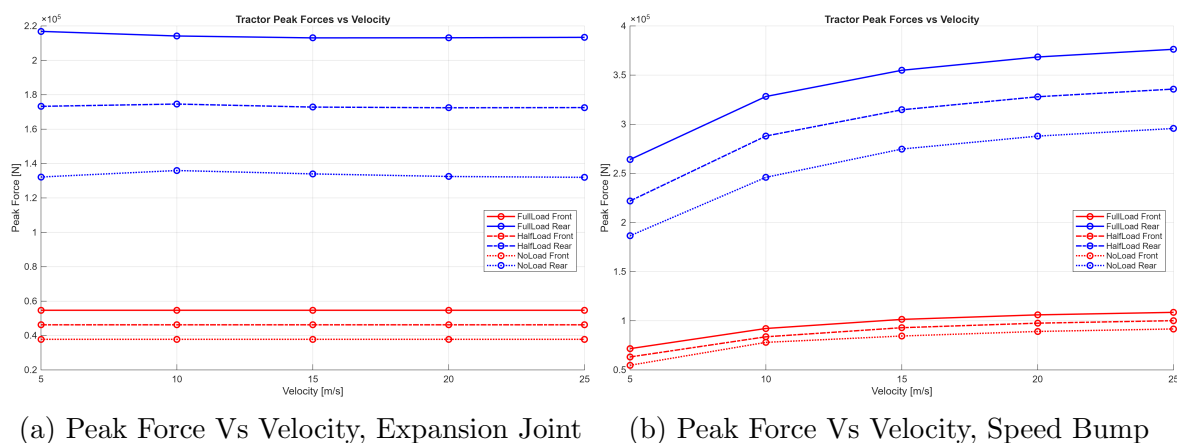 Tractor Peak Forces vs Velocity
×10⁵
2.2
2
1.8
1.6
1.4
1.2
1
0.8
0.6
0.4
0.2
Peak Force [N]
5 10 15 20 25
Velocity [m/s]
FullLoad Front
FullLoad Rear
HalfLoad Front
HalfLoad Rear
NoLoad Front
NoLoad Rear
(a) Peak Force Vs Velocity, Expansion Joint
Tractor Peak Forces vs Velocity
×10⁵
4
3.5
3
2.5
2
1.5
1
0.5
Peak Force [N]
5 10 15 20 25
Velocity [m/s]
FullLoad Front
FullLoad Rear
HalfLoad Front
HalfLoad Rear
NoLoad Front
NoLoad Rear
(b) Peak Force Vs Velocity, Speed Bump